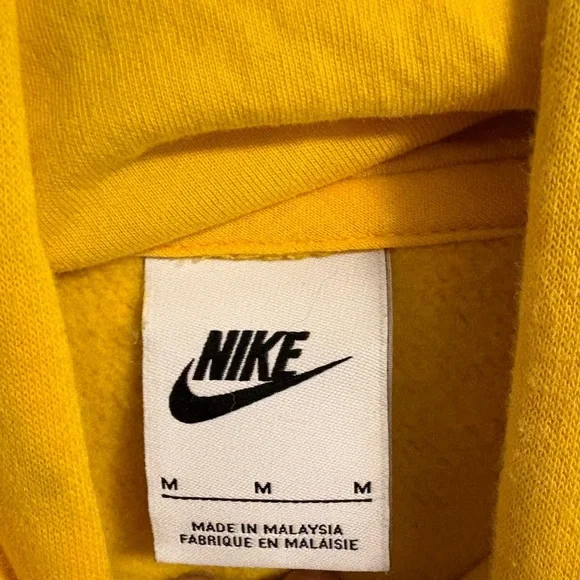 NIKE
M M M
MADE IN MALAYSIA
FABRIQUE EN MALAISIE